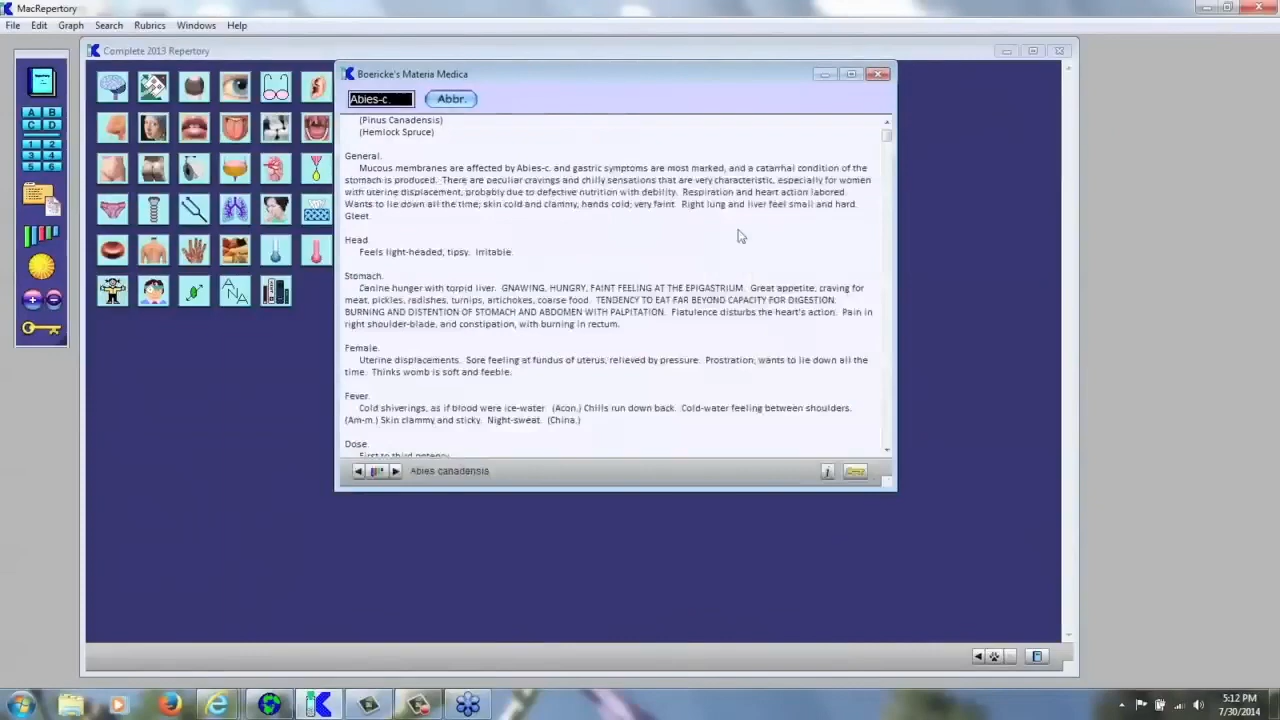 MacRepertory
File Edit Graph Search Rubrics Windows Help
Complete 2013 Repertory
Boericke's Materia Medica
Abies-c. Abbr.
(Pinus Canadensis)
(Hemlock Spruce)
General.
Mucous membranes are affected by Abies-c. and gastric symptoms are most marked, and a catarrhal condition of the
stomach is produced. There are peculiar cravings and chilly sensations that are very characteristic, especially for women
with uterine displacement, probably due to defective nutrition with debility. Respiration and heart action labored.
Wants to lie down all the time; skin cold and clammy, hands cold; very faint. Right lung and liver feel small and hard.
Gleet.
Head.
Feels light-headed, tipsy. Irritable.
Stomach.
Canine hunger with torpid liver. GNAWING, HUNGRY, FAINT FEELING AT THE EPIGASTRIUM. Great appetite, craving for
meat, pickles, radishes, turnips, artichokes, coarse food. TENDENCY TO EAT FAR BEYOND CAPACITY FOR DIGESTION.
BURNING AND DISTENTION OF STOMACH AND ABDOMEN WITH PALPITATION. Flatulence disturbs the heart's action. Pain in
right shoulder-blade, and constipation, with burning in rectum.
Female.
Uterine displacements. Sore feeling at fundus of uterus, relieved by pressure. Prostration; wants to lie down all the
time. Thinks womb is soft and feeble.
Fever.
Cold shiverings, as if blood were ice-water. (Acon.) Chills run down back. Cold-water feeling between shoulders.
(Am-m.) Skin clammy and sticky. Night-sweat. (China.)
Dose.
First to third potency.
Abies canadensis
i
A B
C D
1 2
3 4
5 6
A N A
5:12 PM
7/30/2014